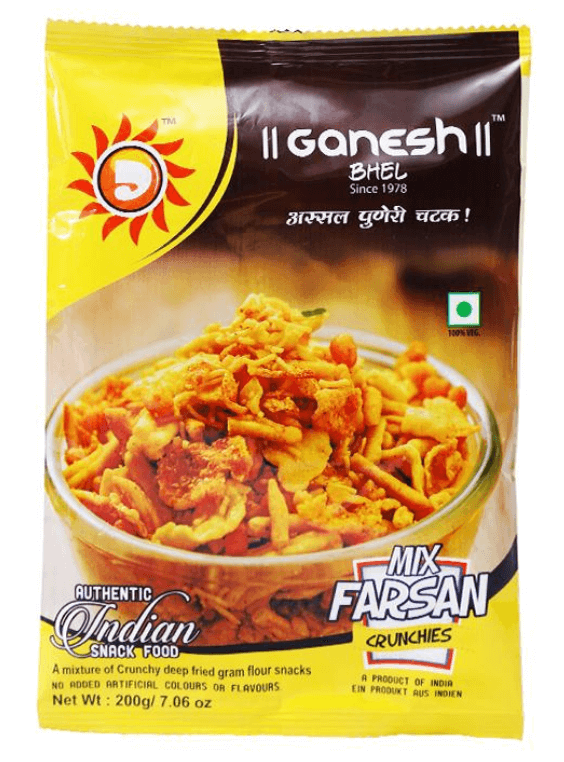 TM
|| Ganesh || TM
BHEL
Since 1978
अस्सल पुणेरी चटक !
100% VEG.
MIX
FARSAN
CRUNCHIES
AUTHENTIC
Indian
SNACK FOOD
A mixture of Crunchy deep fried gram flour snacks
NO ADDED ARTIFICIAL COLOURS OR FLAVOURS.
Net Wt : 200g/ 7.06 oz
A PRODUCT OF INDIA
EIN PRODUKT AUS INDIEN